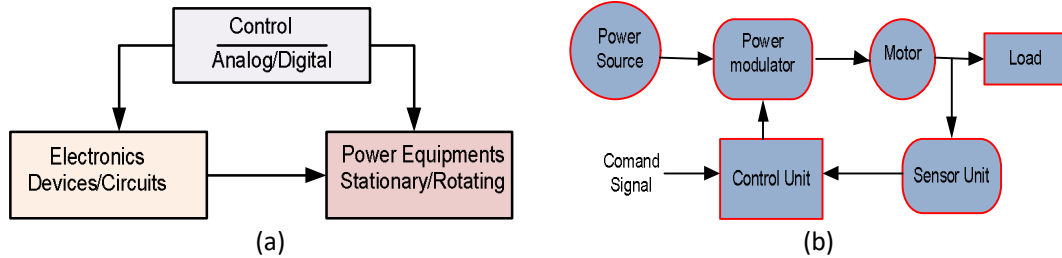 Control
Analog/Digital
Electronics
Devices/Circuits
Power Equipments
Stationary/Rotating
(a)
Power
Source
Power
modulator
Motor
Load
Comand
Signal
Control Unit
Sensor Unit
(b)